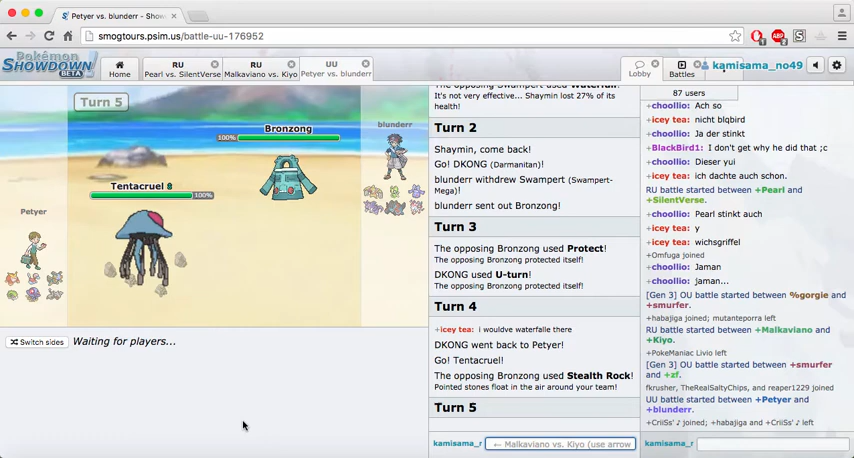 Petyer vs. blunderr - Show
smogtours.psim.us/battle-uu-176952
Pokémon
SHOWDOWN
BETA
Home
RU
Pearl vs. SilentVerse
RU
Malkaviano vs. Kiyo
UU
Petyer vs. blunderr
Lobby
Battles
kamisama_no49
Turn 5
Bronzong
100%
blunderr
Tentacruel
100%
Petyer
Switch sides
Waiting for players...
The opposing Swampert used Waterfall!
It's not very effective... Shaymin lost 27% of its
health!
Turn 2
Shaymin, come back!
Go! DKONG (Darmanitan)!
blunderr withdrew Swampert (Swampert-
Mega)!
blunderr sent out Bronzong!
Turn 3
The opposing Bronzong used Protect!
The opposing Bronzong protected itself!
DKONG used U-turn!
The opposing Bronzong protected itself!
Turn 4
+icey tea: i wouldve waterfalle there
DKONG went back to Petyer!
Go! Tentacruel!
The opposing Bronzong used Stealth Rock!
Pointed stones float in the air around your team!
Turn 5
kamisama_r
← Malkaviano vs. Kiyo (use arrow
87 users
+choollio: Ach so
+icey tea: nicht blqbird
+choollio: Ja der stinkt
+BlackBird1: I don't get why he did that ;c
+choollio: Dieser yui
+icey tea: ich dachte auch schon.
RU battle started between +Pearl and
+SilentVerse.
+choollio: Pearl stinkt auch
+icey tea: y
+icey tea: wichsgriffel
+Omfuga joined
+choollio: Jaman
+choollio: jaman...
[Gen 3] OU battle started between %gorgie and
+smurfer.
+habajiga joined; mutanteporra left
RU battle started between +Malkaviano and
+Kiyo.
+PokeManiac Livio left
[Gen 3] OU battle started between +smurfer
and +zf.
fkrusher, TheRealSaltyChips, and reaper1229 joined
UU battle started between +Petyer and
+blunderr.
+CriiSs' ♪ joined; +habajiga and +CriiSs' ♪ left
kamisama_r